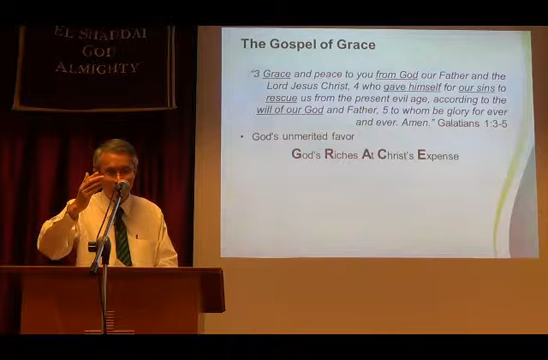 EL SHADDAI
GOD
ALMIGHTY
The Gospel of Grace
"3 Grace and peace to you from God our Father and the
Lord Jesus Christ, 4 who gave himself for our sins to
rescue us from the present evil age, according to the
will of our God and Father, 5 to whom be glory for ever
and ever. Amen." Galatians 1:3-5
• God's unmerited favor
God's Riches At Christ's Expense